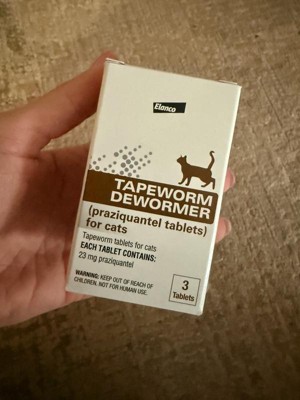 Elanco
TAPEWORM
DEWORMER
(praziquantel tablets)
for cats
Tapeworm tablets for cats
EACH TABLET CONTAINS:
23 mg praziquantel
WARNING: KEEP OUT OF REACH OF
CHILDREN. NOT FOR HUMAN USE.
3
Tablets